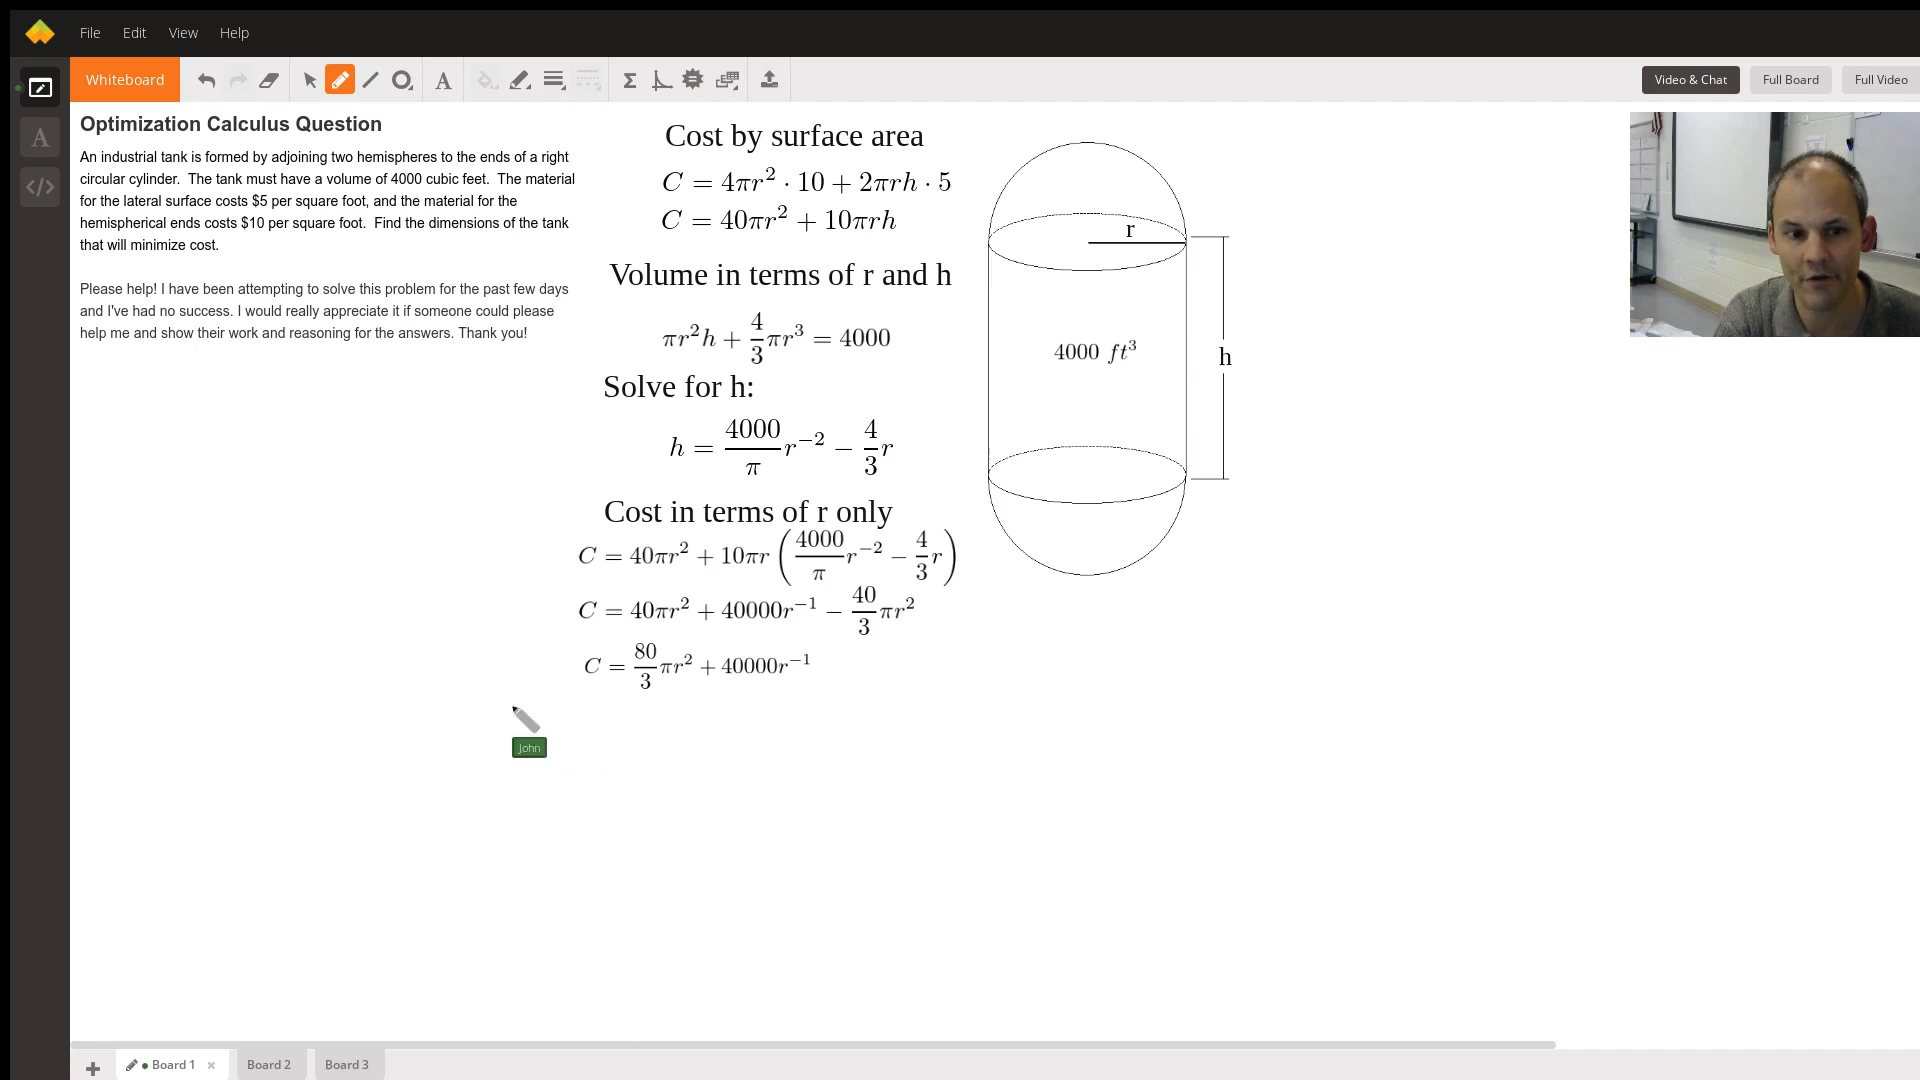 File Edit View Help
Whiteboard A Σ Video & Chat Full Board Full Video
A
</>
Optimization Calculus Question
An industrial tank is formed by adjoining two hemispheres to the ends of a right
circular cylinder. The tank must have a volume of 4000 cubic feet. The material
for the lateral surface costs $5 per square foot, and the material for the
hemispherical ends costs $10 per square foot. Find the dimensions of the tank
that will minimize cost.
Please help! I have been attempting to solve this problem for the past few days
and I've had no success. I would really appreciate it if someone could please
help me and show their work and reasoning for the answers. Thank you!
Cost by surface area
C = 4πr² · 10 + 2πrh · 5
C = 40πr² + 10πrh
Volume in terms of r and h
πr²h + 4/3 πr³ = 4000
Solve for h:
h = 4000/π r⁻² − 4/3 r
Cost in terms of r only
C = 40πr² + 10πr (4000/π r⁻² − 4/3 r)
C = 40πr² + 40000r⁻¹ − 40/3 πr²
C = 80/3 πr² + 40000r⁻¹
r
4000 ft³
h
John
+ Board 1 × Board 2 Board 3